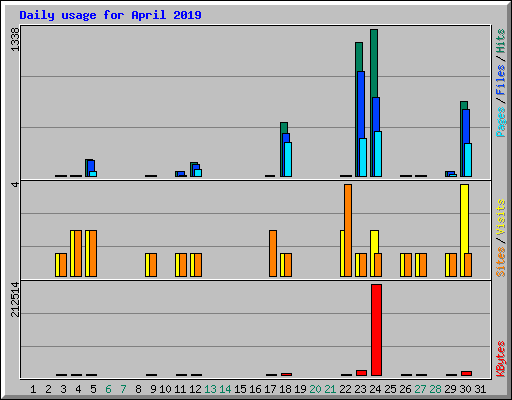 Daily usage for April 2019
1338
Pages / Files / Hits
4
Sites / Visits
212514
KBytes
1 2 3 4 5 6 7 8 9 10 11 12 13 14 15 16 17 18 19 20 21 22 23 24 25 26 27 28 29 30 31